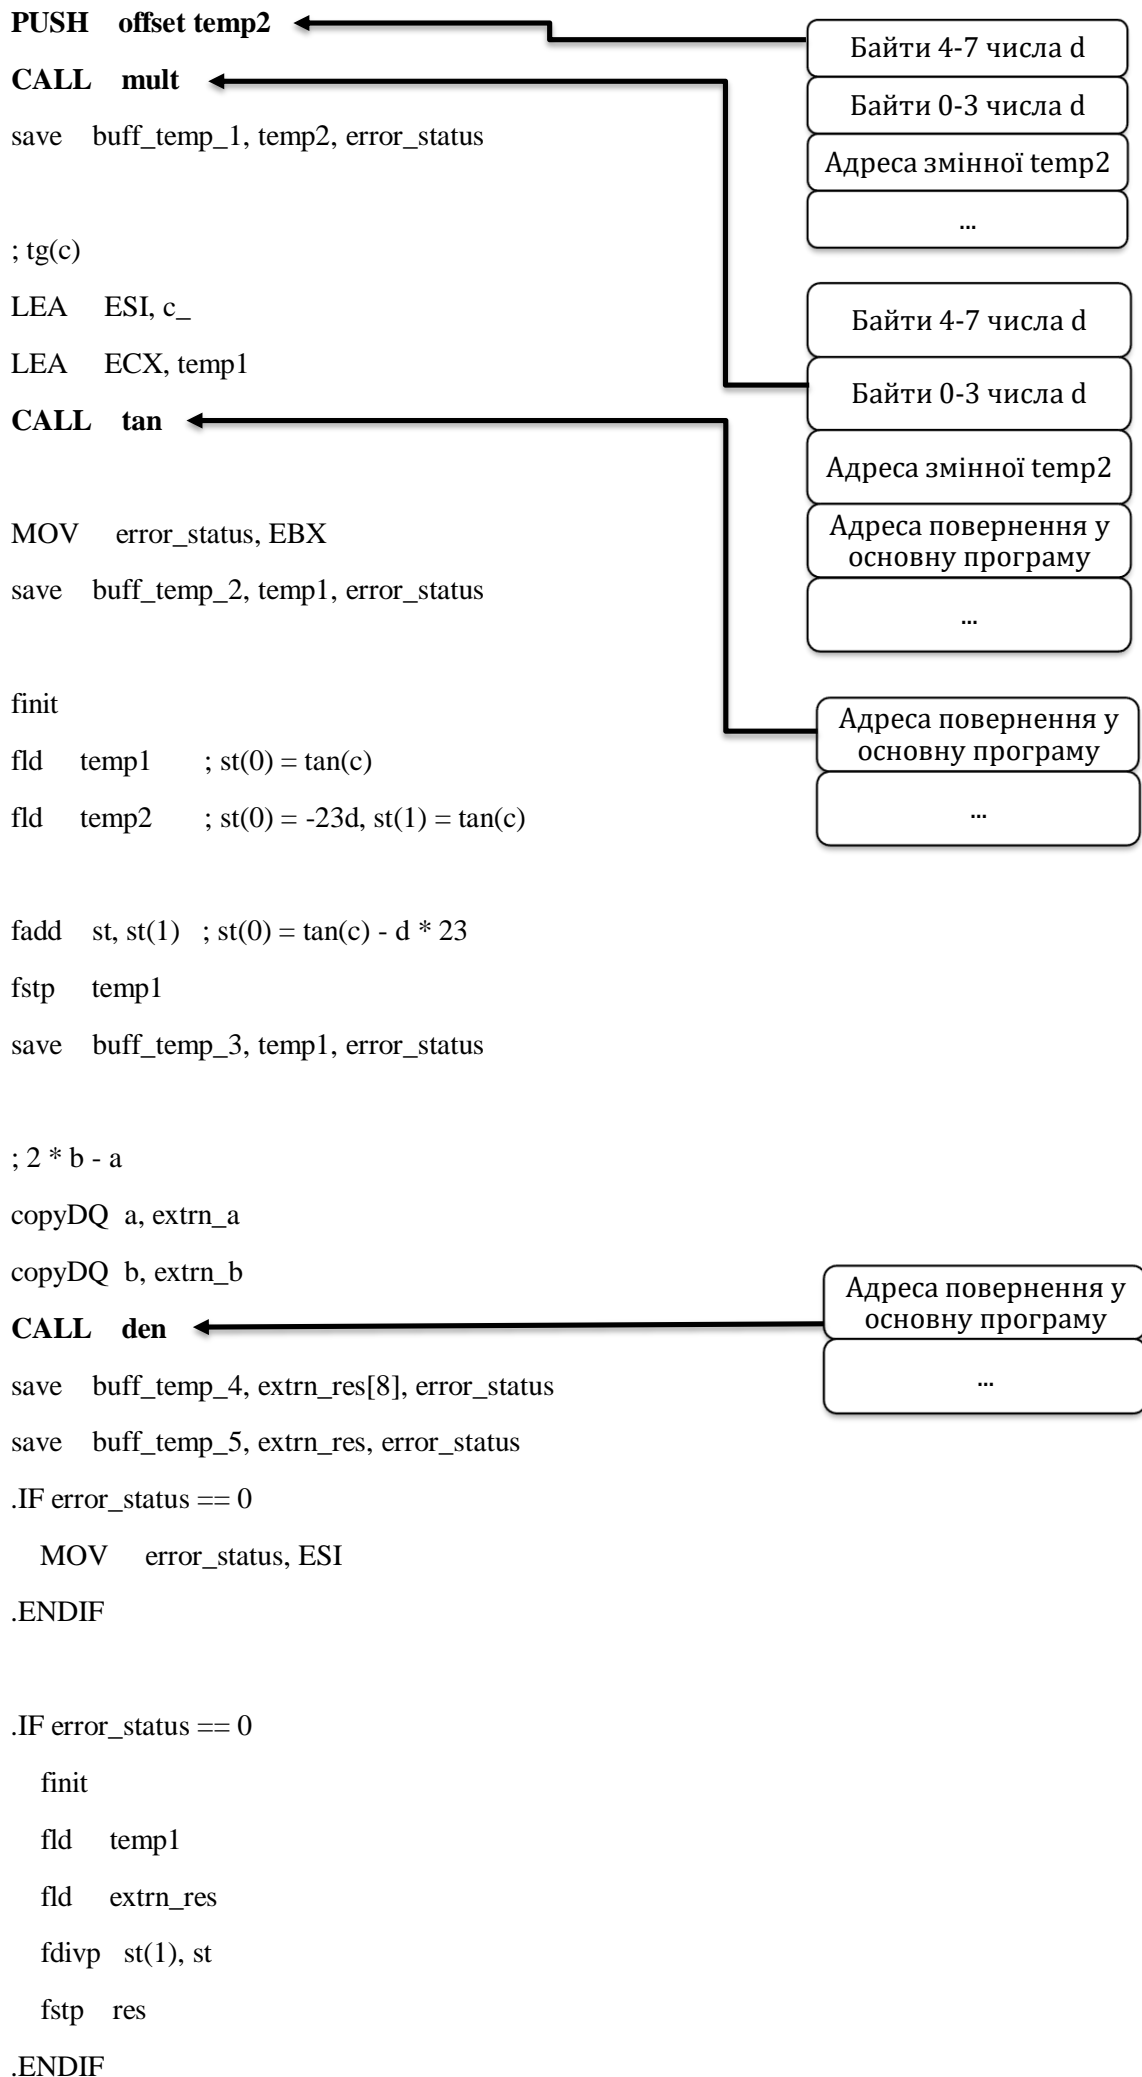 PUSH offset temp2
CALL mult
save buff_temp_1, temp2, error_status
; tg(c)
LEA ESI, c_
LEA ECX, temp1
CALL tan
MOV error_status, EBX
save buff_temp_2, temp1, error_status
finit
fld temp1 ; st(0) = tan(c)
fld temp2 ; st(0) = -23d, st(1) = tan(c)
fadd st, st(1) ; st(0) = tan(c) - d * 23
fstp temp1
save buff_temp_3, temp1, error_status
; 2 * b - a
copyDQ a, extrn_a
copyDQ b, extrn_b
CALL den
save buff_temp_4, extrn_res[8], error_status
save buff_temp_5, extrn_res, error_status
.IF error_status == 0
MOV error_status, ESI
.ENDIF
.IF error_status == 0
finit
fld temp1
fld extrn_res
fdivp st(1), st
fstp res
.ENDIF
Байти 4-7 числа d
Байти 0-3 числа d
Адреса змінної temp2
...
Байти 4-7 числа d
Байти 0-3 числа d
Адреса змінної temp2
Адреса повернення у
основну програму
...
Адреса повернення у
основну програму
...
Адреса повернення у
основну програму
...